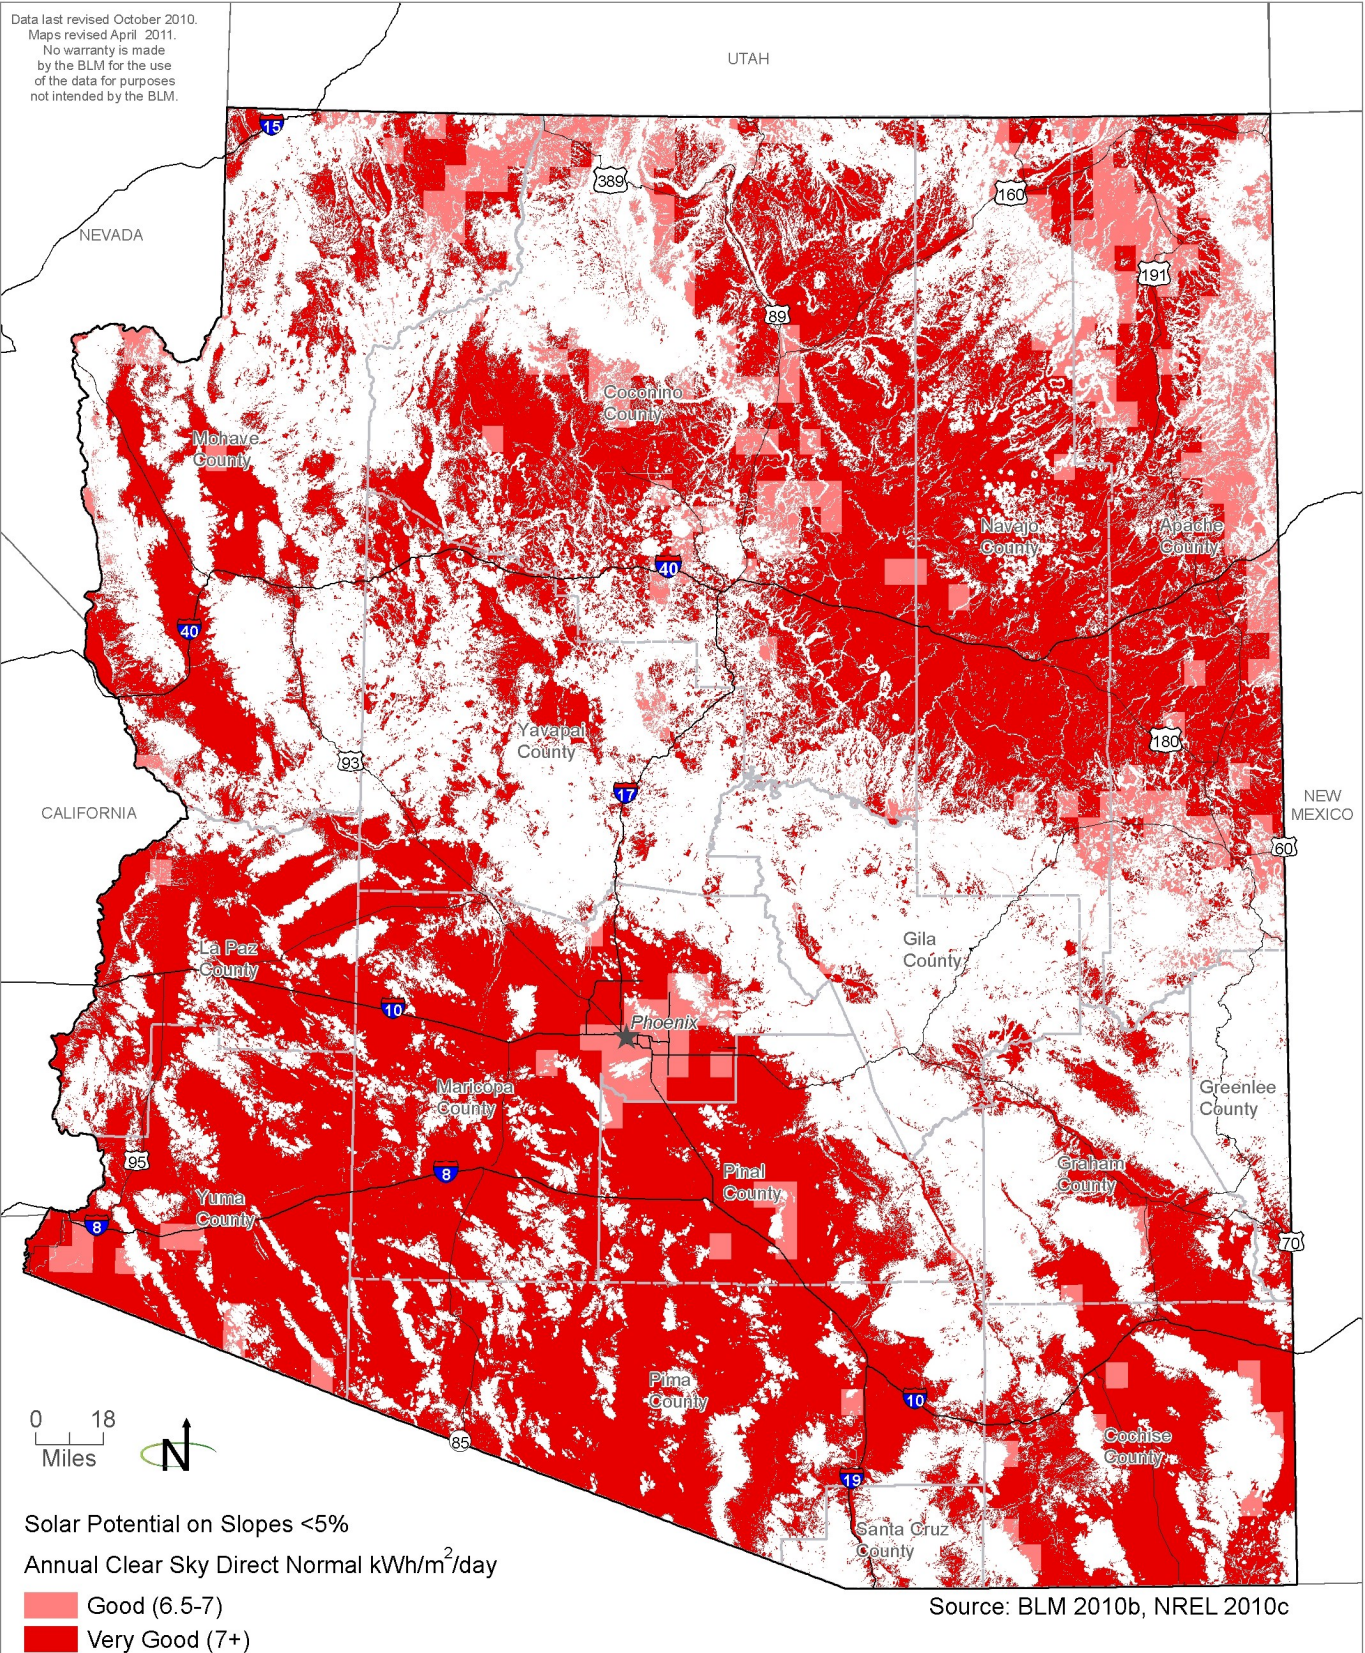 Data last revised October 2010.
Maps revised April 2011.
No warranty is made
by the BLM for the use
of the data for purposes
not intended by the BLM.
UTAH
15
389
160
NEVADA
191
89
Coconino
County
Mohave
County
Navajo
County
Apache
County
40
40
Yavapai
County
180
93
17
CALIFORNIA
NEW
MEXICO
60
La Paz
County
Gila
County
10
Phoenix
Maricopa
County
Greenlee
County
95
8
Pinal
County
Graham
County
Yuma
County
8
70
Pima
County
10
0 18
Miles
N
85
Cochise
County
19
Santa Cruz
County
Solar Potential on Slopes <5%
Annual Clear Sky Direct Normal kWh/m²/day
Good (6.5-7)
Very Good (7+)
Source: BLM 2010b, NREL 2010c